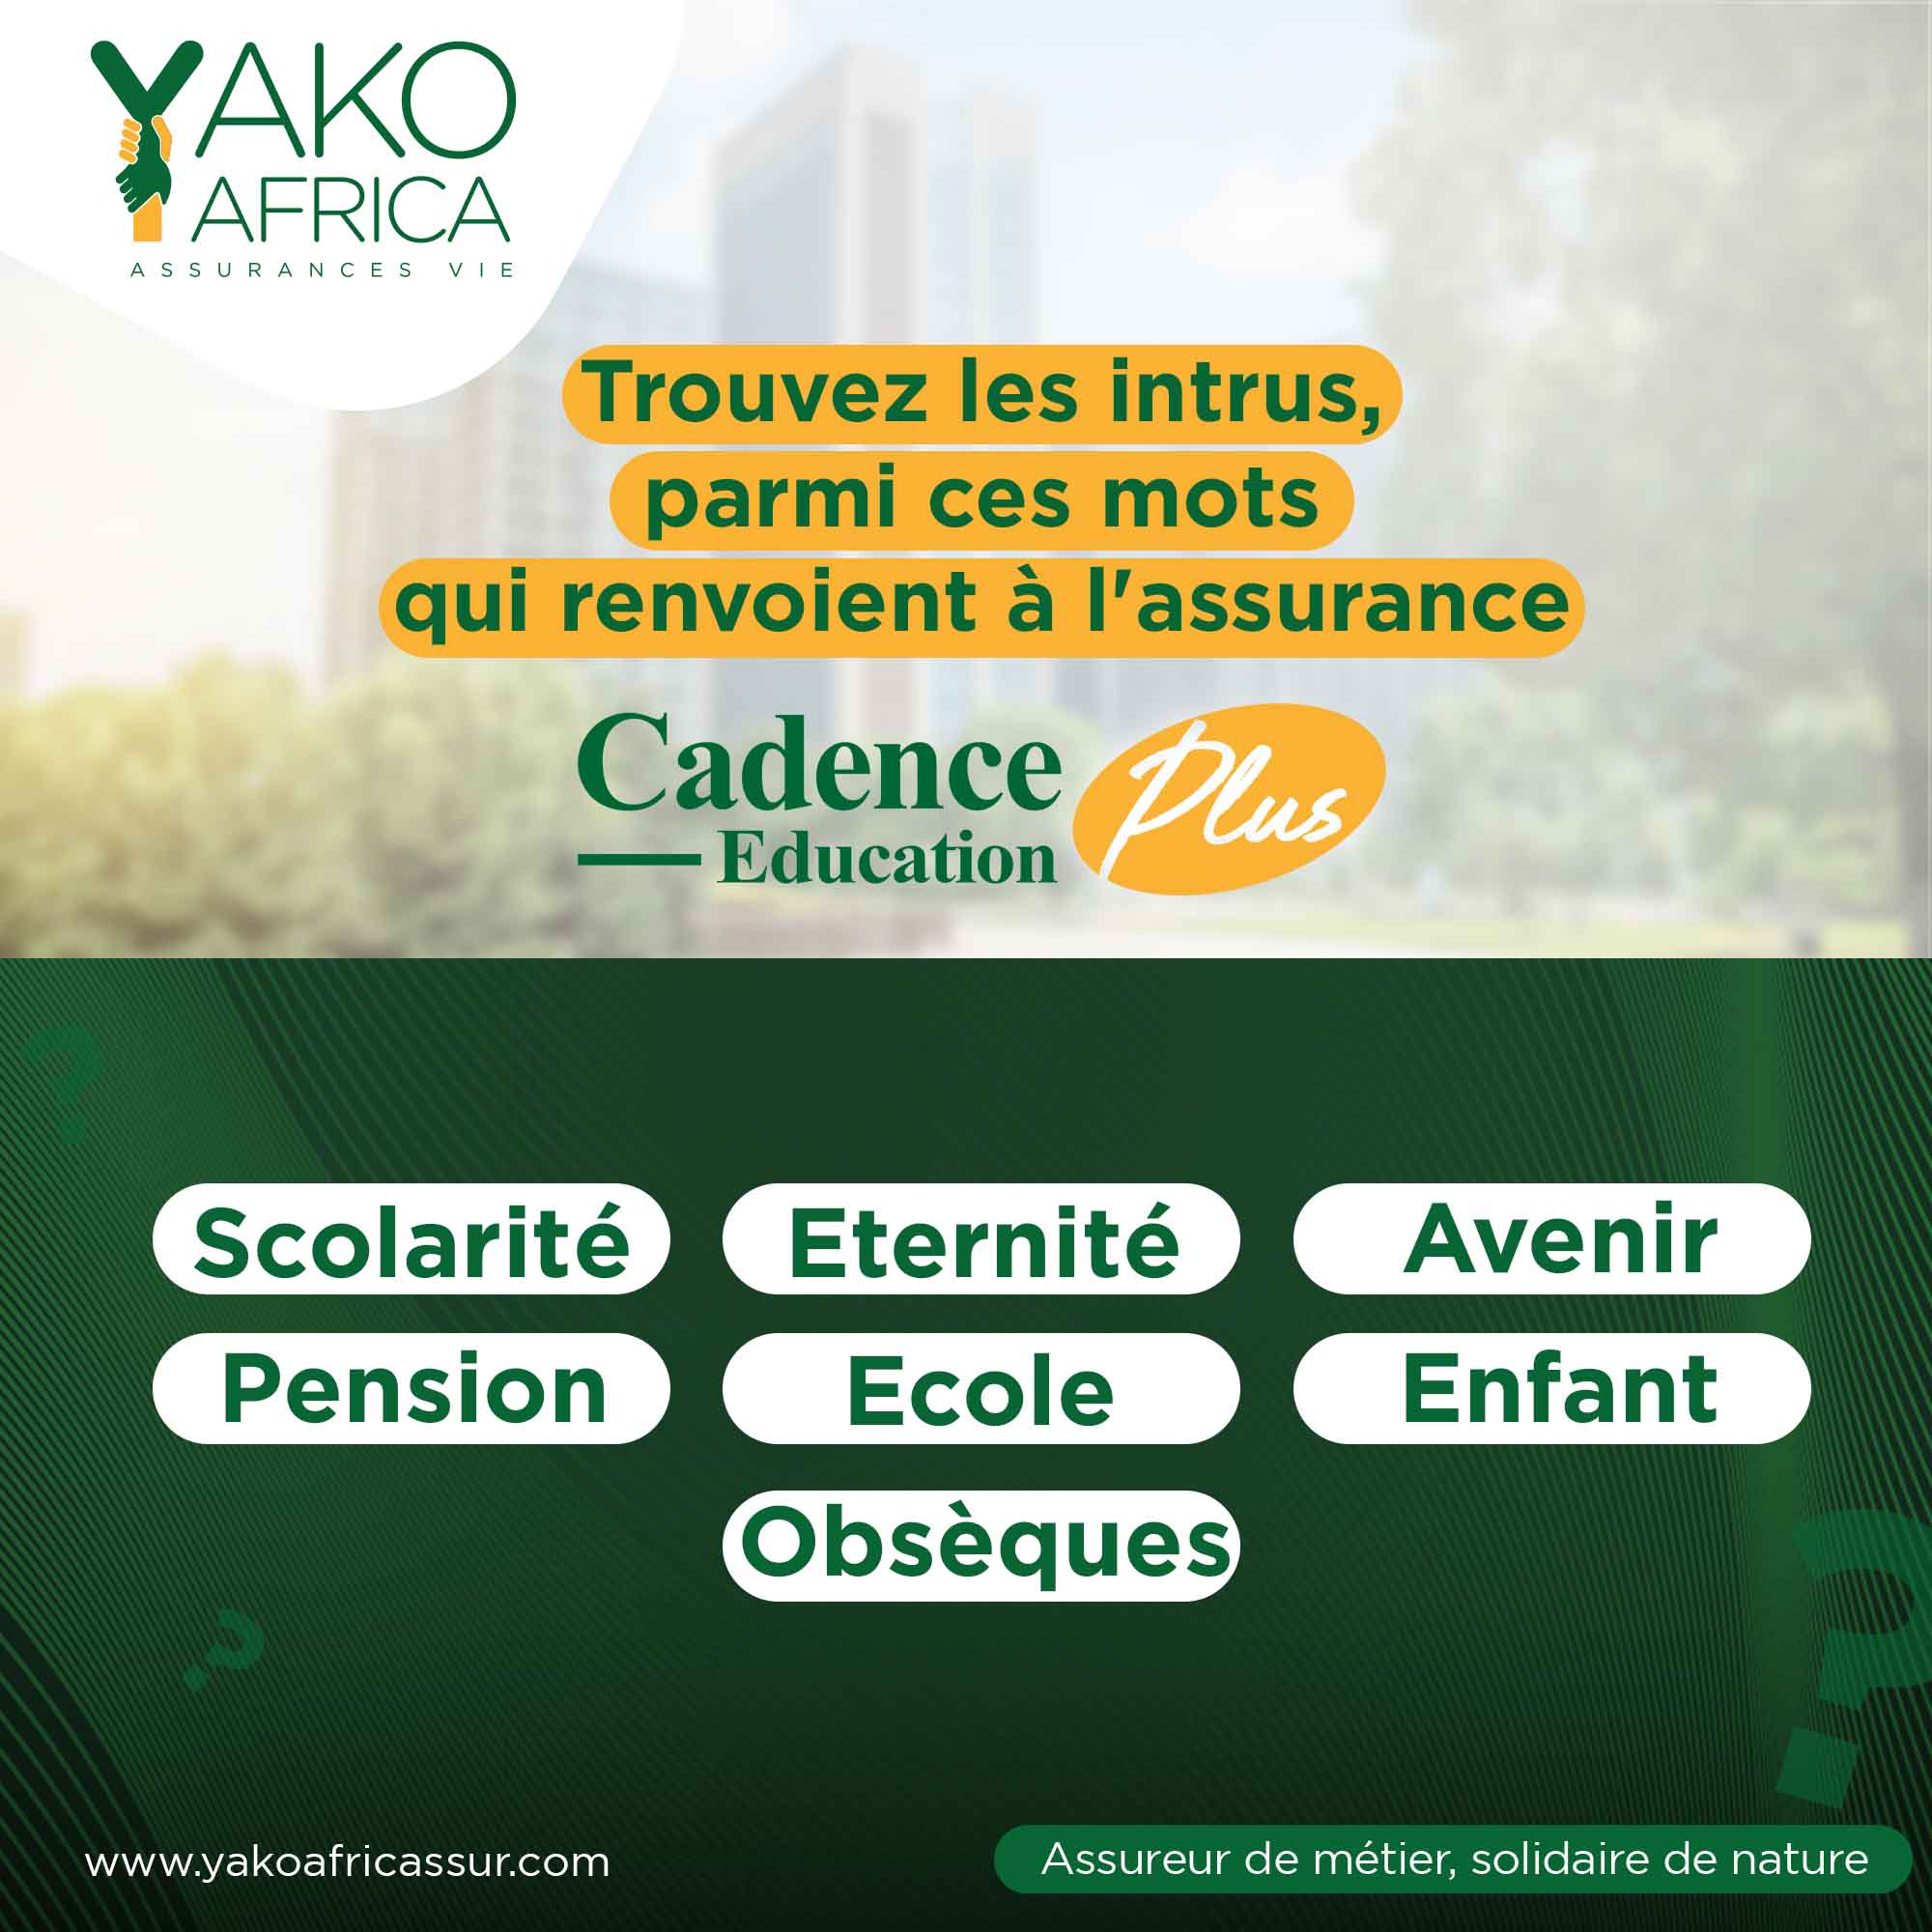 YAKO
AFRICA
ASSURANCES VIE
Trouvez les intrus,
parmi ces mots
qui renvoient à l'assurance
Cadence Plus
Education
Scolarité Eternité Avenir
Pension Ecole Enfant
Obsèques
www.yakoafricassur.com Assureur de métier, solidaire de nature